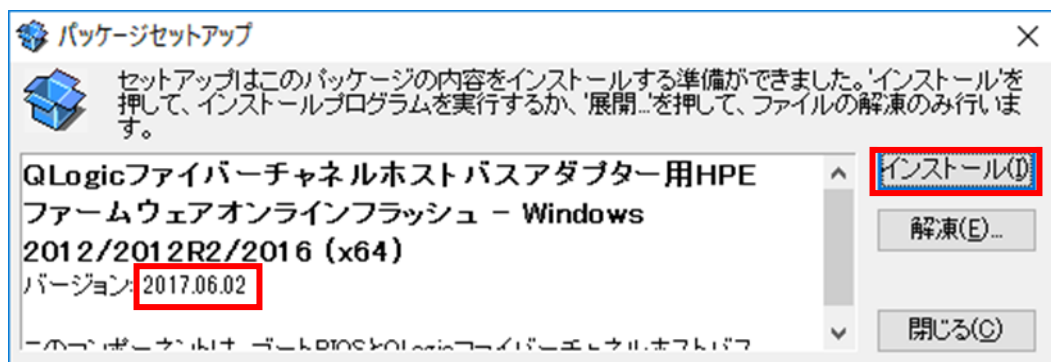 パッケージセットアップ
セットアップはこのパッケージの内容をインストールする準備ができました。'インストール'を
押して、インストールプログラムを実行するか、'展開...'を押して、ファイルの解凍のみ行いま
す。
QLogicファイバーチャネルホストバスアダプター用HPE
ファームウェアオンラインフラッシュ - Windows
2012/2012R2/2016 (x64)
バージョン: 2017.06.02
インストール(I)
解凍(E)...
閉じる(C)